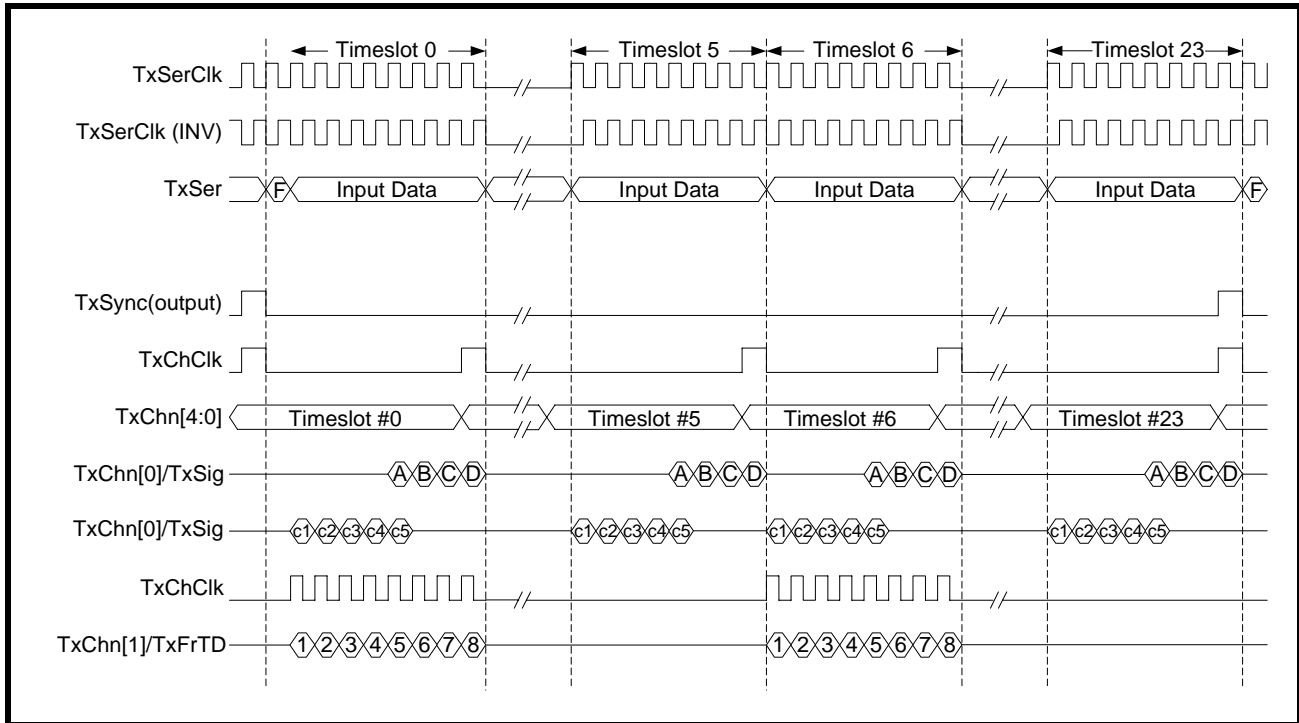 Timeslot 0 Timeslot 5 Timeslot 6 Timeslot 23
TxSerClk
TxSerClk (INV)
TxSer F Input Data Input Data Input Data Input Data F
TxSync(output)
TxChClk
TxChn[4:0] Timeslot #0 Timeslot #5 Timeslot #6 Timeslot #23
TxChn[0]/TxSig A B C D A B C D A B C D A B C D
TxChn[0]/TxSig c1 c2 c3 c4 c5 c1 c2 c3 c4 c5 c1 c2 c3 c4 c5 c1 c2 c3 c4 c5
TxChClk
TxChn[1]/TxFrTD 1 2 3 4 5 6 7 8 1 2 3 4 5 6 7 8